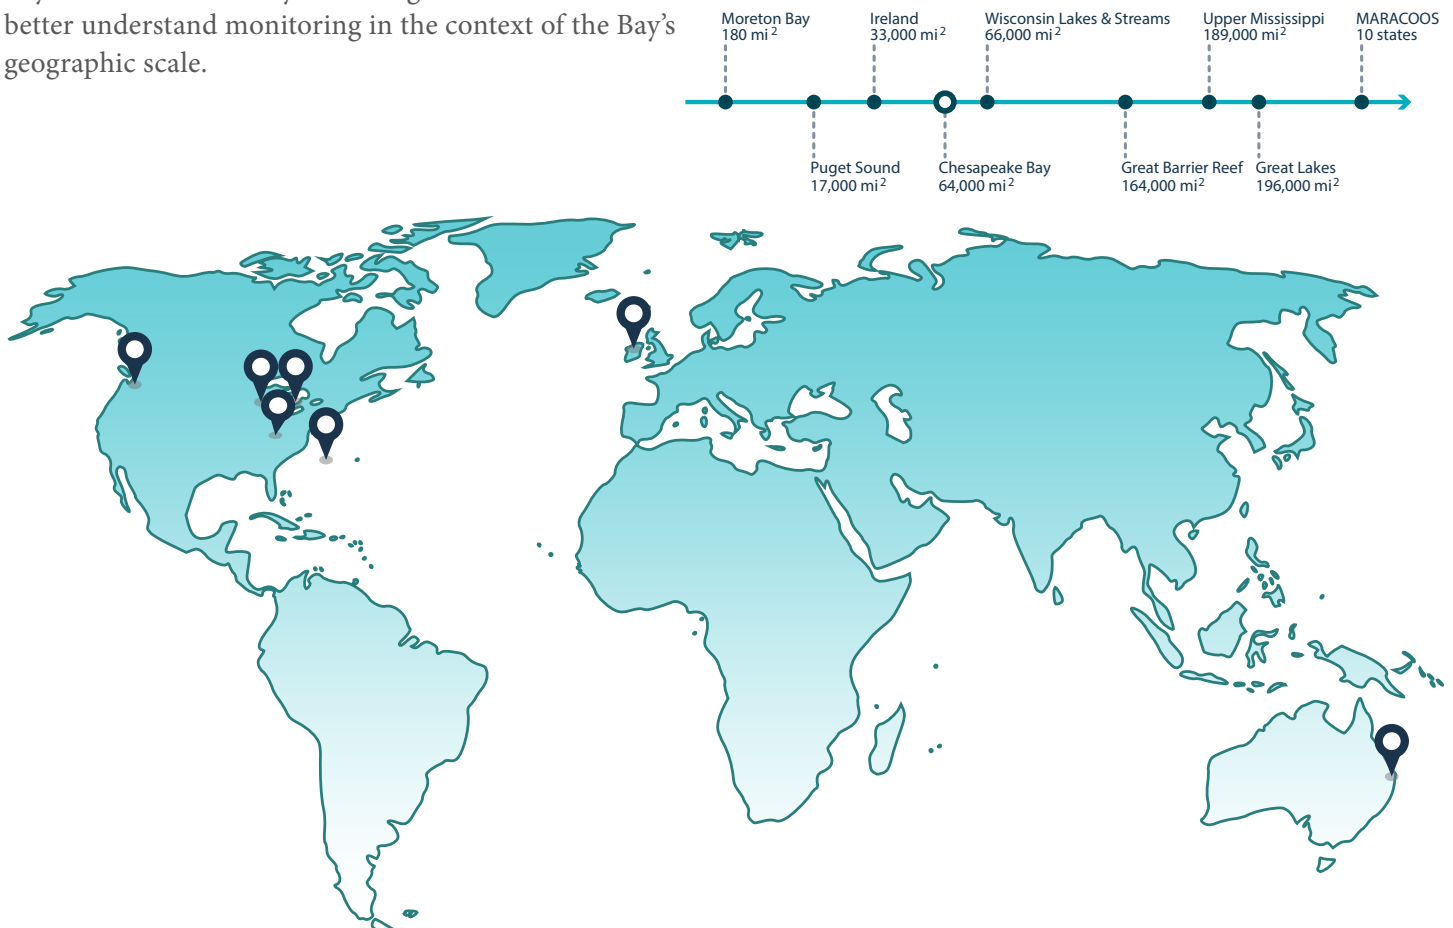 better understand monitoring in the context of the Bay’s
geographic scale.
Moreton Bay
180 mi²
Ireland
33,000 mi²
Wisconsin Lakes & Streams
66,000 mi²
Upper Mississippi
189,000 mi²
MARACOOS
10 states
Puget Sound
17,000 mi²
Chesapeake Bay
64,000 mi²
Great Barrier Reef
164,000 mi²
Great Lakes
196,000 mi²